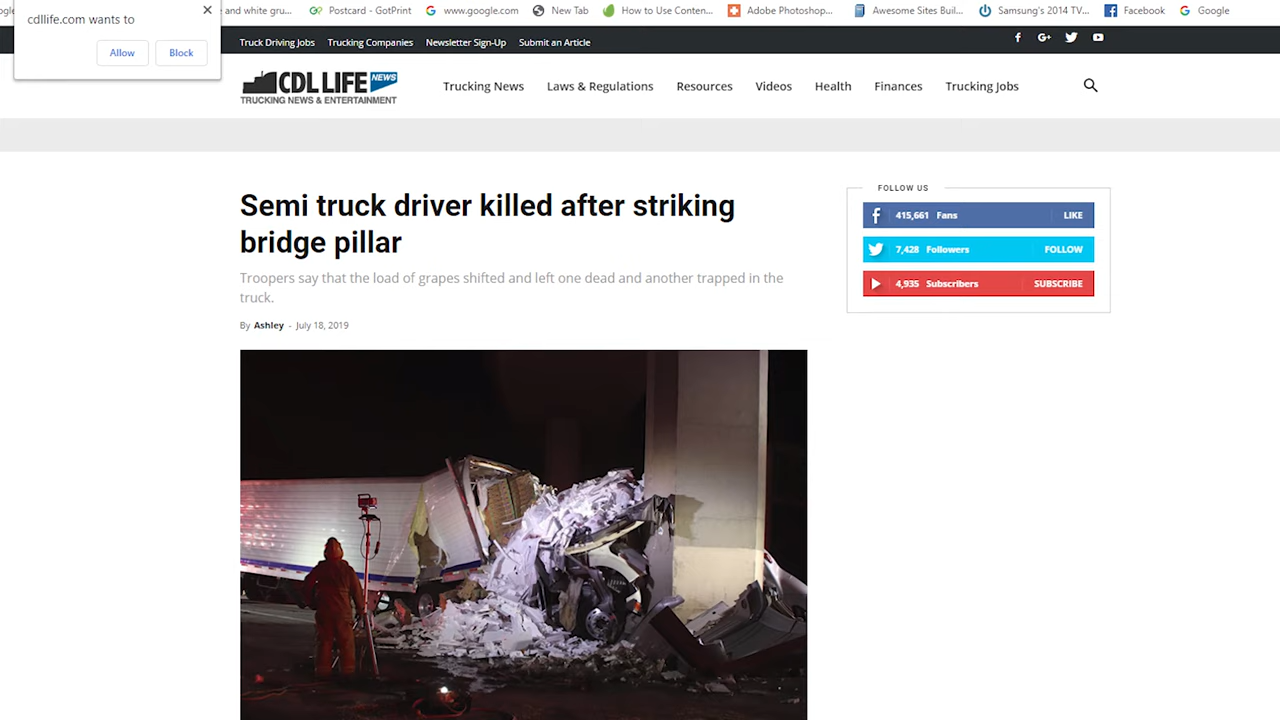 cdllife.com wants to
Allow
Block
and white gru...
Postcard - GotPrint
www.google.com
New Tab
How to Use Conten...
Adobe Photoshop...
Awesome Sites Buil...
Samsung's 2014 TV...
Facebook
Google
Truck Driving Jobs
Trucking Companies
Newsletter Sign-Up
Submit an Article
CDL LIFE NEWS
TRUCKING NEWS & ENTERTAINMENT
Trucking News
Laws & Regulations
Resources
Videos
Health
Finances
Trucking Jobs
Semi truck driver killed after striking
bridge pillar
Troopers say that the load of grapes shifted and left one dead and another trapped in the
truck.
By Ashley - July 18, 2019
FOLLOW US
415,661 Fans LIKE
7,428 Followers FOLLOW
4,935 Subscribers SUBSCRIBE